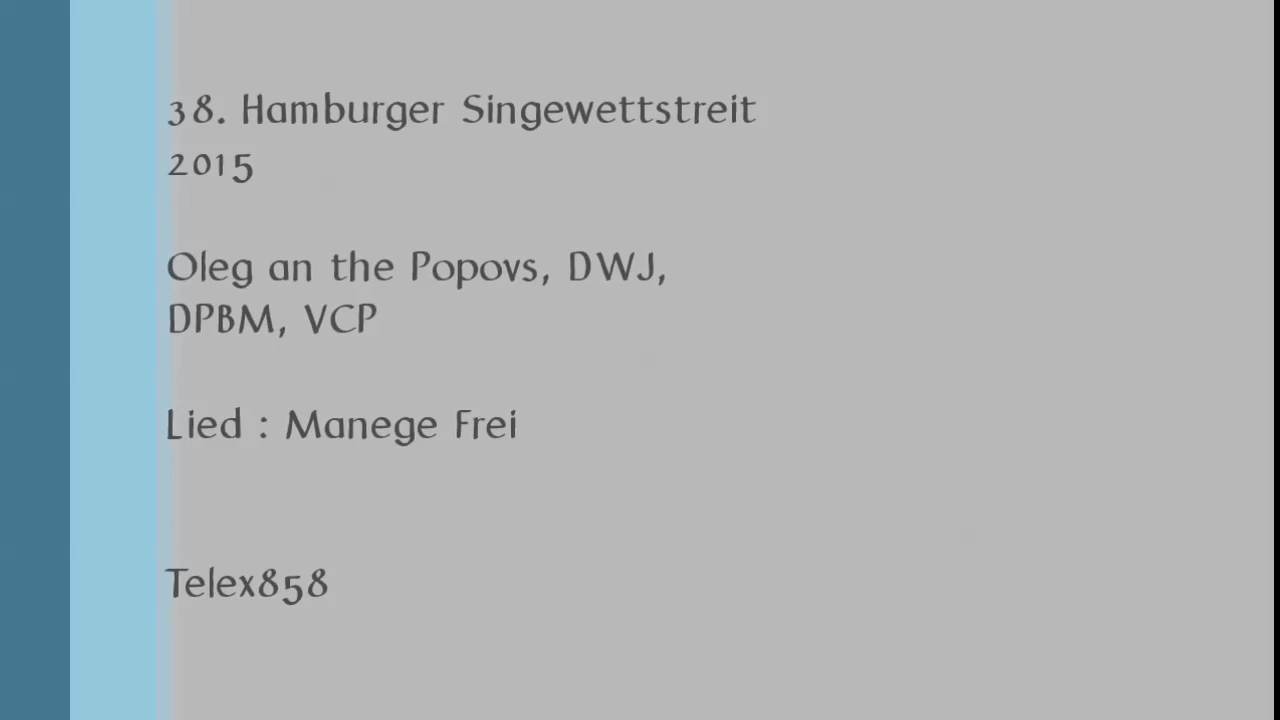 38. Hamburger Singewettstreit
2015
Oleg an the Popovs, DWJ,
DPBM, VCP
Lied : Manege Frei
Telex858